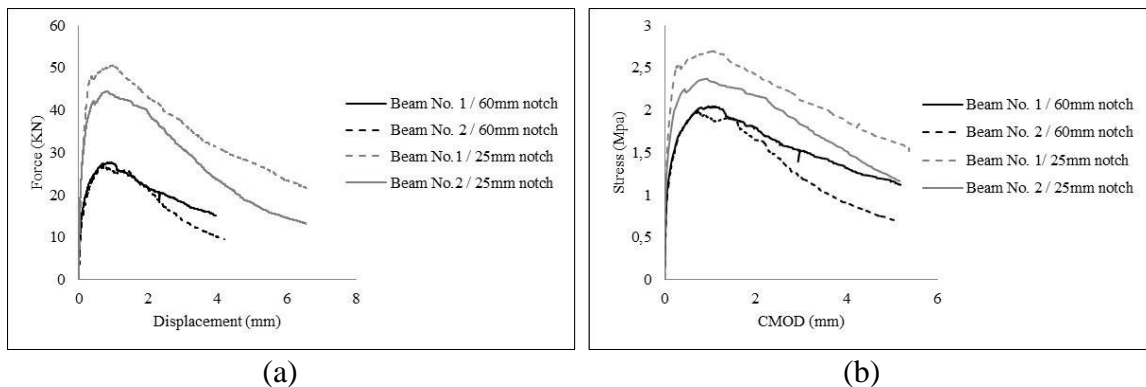 60
50
40
30
20
10
0
Force (KN)
0 2 4 6 8
Displacement (mm)
Beam No. 1 / 60mm notch
Beam No. 2 / 60mm notch
Beam No.1 / 25mm notch
Beam No.2 / 25mm notch
(a)
3
2,5
2
1,5
1
0,5
0
Stress (Mpa)
0 2 4 6
CMOD (mm)
Beam No. 1 / 60mm notch
Beam No. 2 / 60mm notch
Beam No. 1/ 25mm notch
Beam No. 2 / 25mm notch
(b)